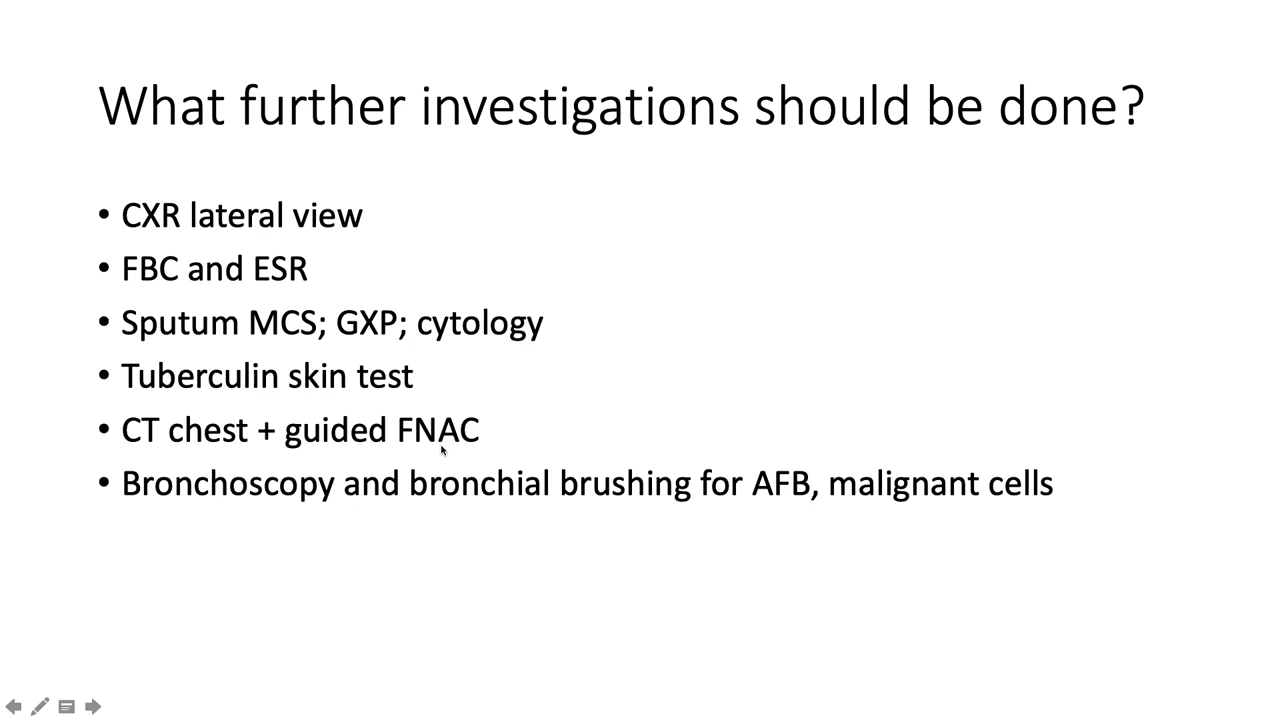 What further investigations should be done?
• CXR lateral view
• FBC and ESR
• Sputum MCS; GXP; cytology
• Tuberculin skin test
• CT chest + guided FNAC
• Bronchoscopy and bronchial brushing for AFB, malignant cells